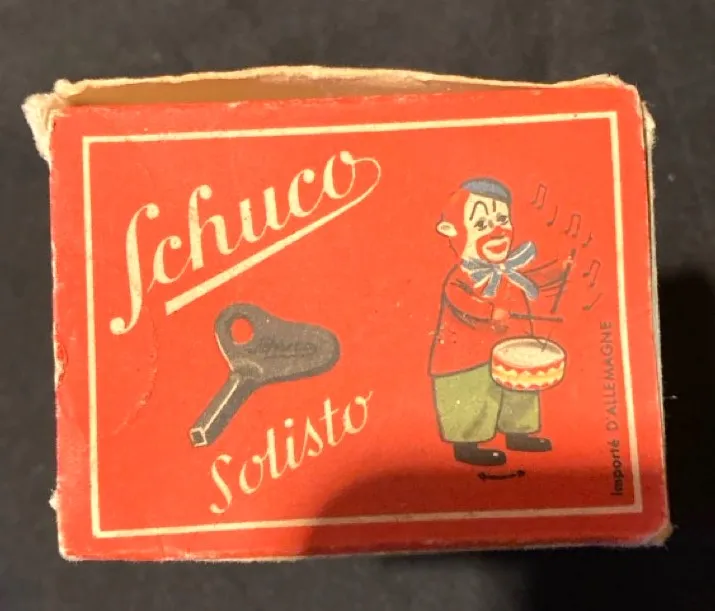 Schuco
Schuco
Solisto
Importé D'ALLEMAGNE